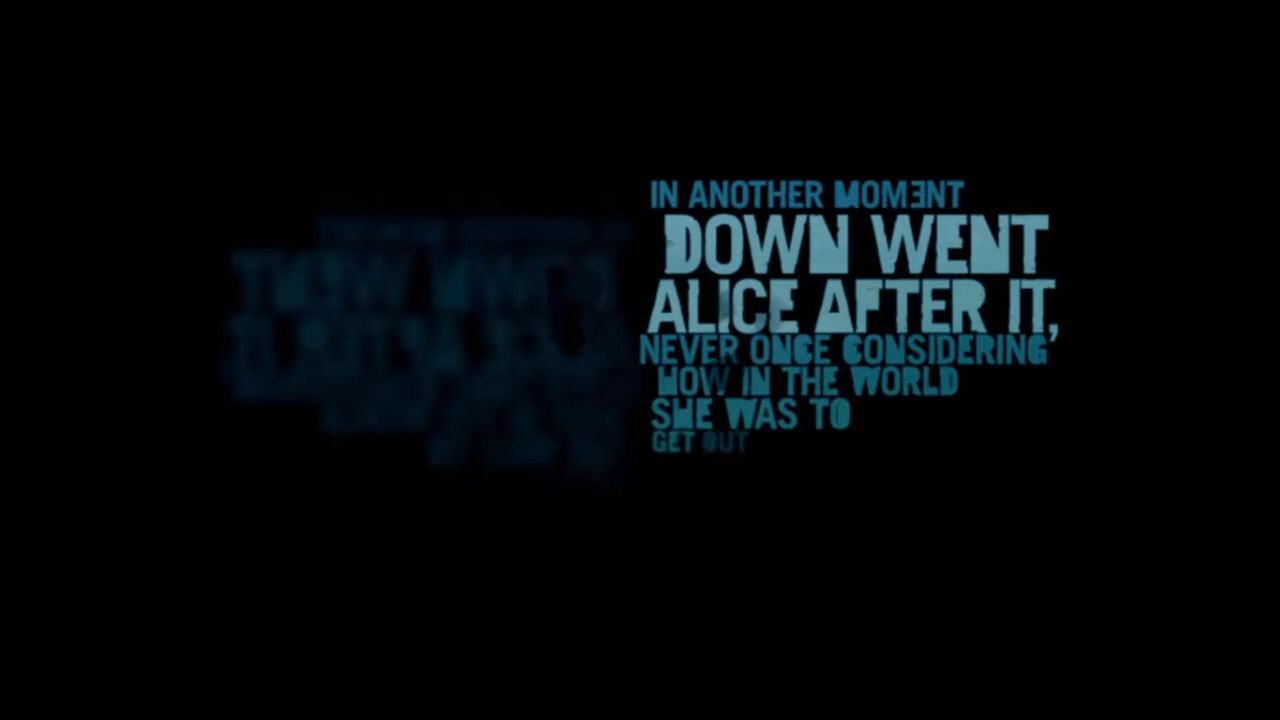 IN ANOTHER MOMENT
DOWN WENT
ALICE AFTER IT,
NEVER ONCE CONSIDERING
HOW IN THE WORLD
SHE WAS TO
GET OUT